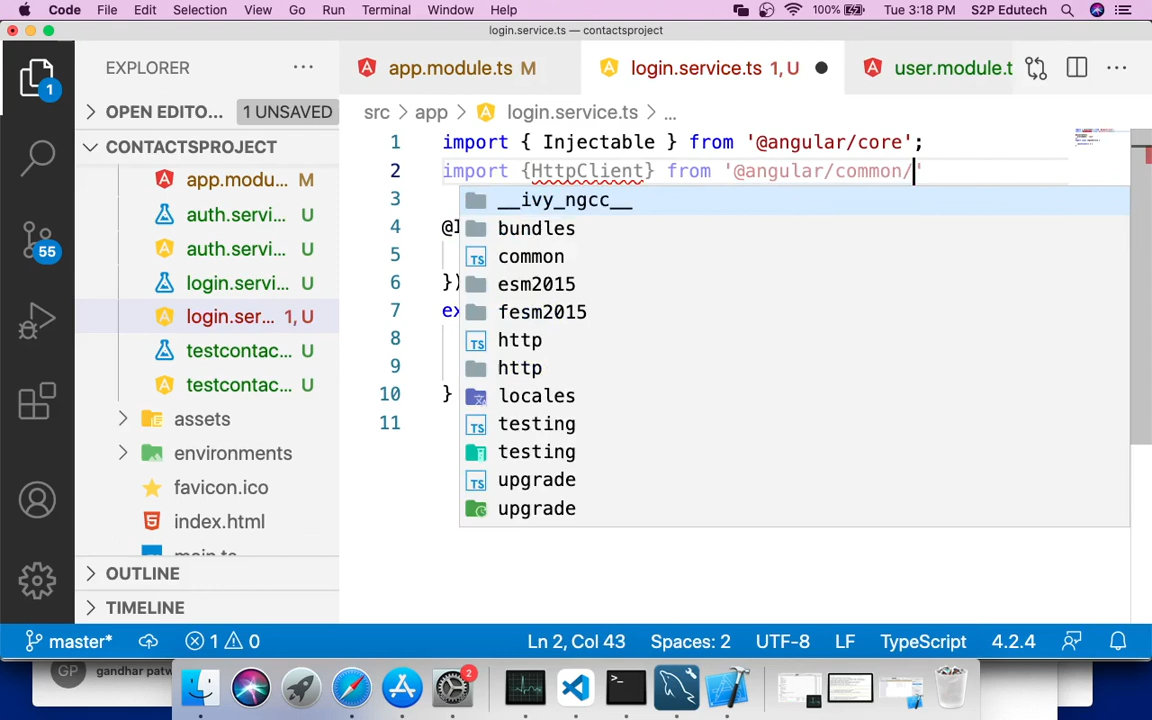 Code File Edit Selection View Go Run Terminal Window Help 100% Tue 3:18 PM S2P Edutech
login.service.ts — contactsproject
EXPLORER
app.module.ts M
login.service.ts 1, U
user.module.t
OPEN EDITO... 1 UNSAVED
src > app > login.service.ts > ...
CONTACTSPROJECT
app.modu... M
auth.servi... U
auth.servi... U
login.servi... U
login.ser... 1, U
testcontac... U
testcontac... U
assets
environments
favicon.ico
index.html
main.ts
OUTLINE
TIMELINE
1
55
1 import { Injectable } from '@angular/core';
2 import {HttpClient} from '@angular/common/'
3
4 @I
5
6 })
7 ex
8
9
10 }
11
__ivy_ngcc__
bundles
common
esm2015
fesm2015
http
http
locales
testing
testing
upgrade
upgrade
master* 1 0 Ln 2, Col 43 Spaces: 2 UTF-8 LF TypeScript 4.2.4
GP gandhar patw
2